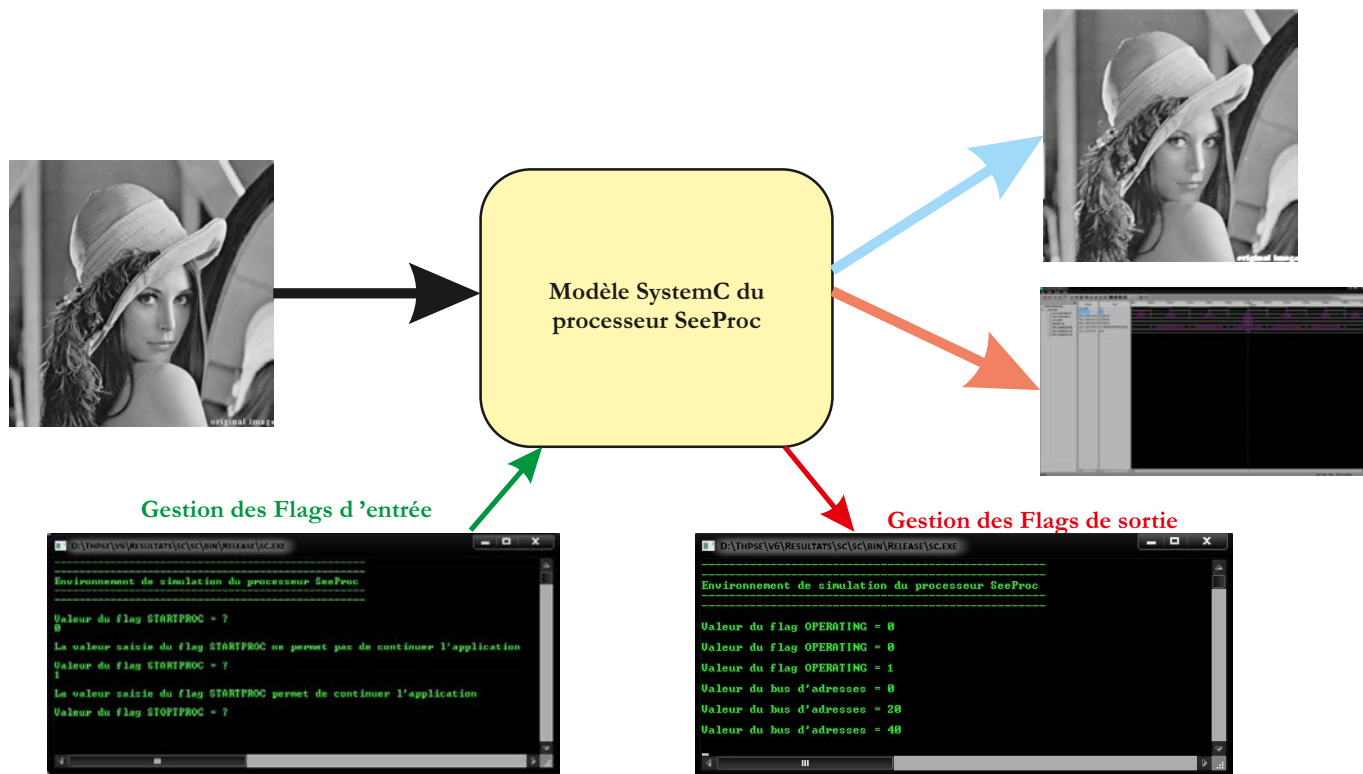 original image
original image
Modèle SystemC du
processeur SeeProc
Gestion des Flags d ’entrée
D:\THPSE\V6\RESULTATS\SC\SC\BIN\RELEASE\SC.EXE
Environnement de simulation du processeur SeeProc
Valeur du flag STARTPROC = ?
0
La valeur saisie du flag STARTPROC ne permet pas de continuer l'application
Valeur du flag STARTPROC = ?
1
La valeur saisie du flag STARTPROC permet de continuer l'application
Valeur du flag STOPTPROC = ?
Gestion des Flags de sortie
D:\THPSE\V6\RESULTATS\SC\SC\BIN\RELEASE\SC.EXE
Environnement de simulation du processeur SeeProc
Valeur du flag OPERATING = 0
Valeur du flag OPERATING = 0
Valeur du flag OPERATING = 1
Valeur du bus d'adresses = 0
Valeur du bus d'adresses = 20
Valeur du bus d'adresses = 40